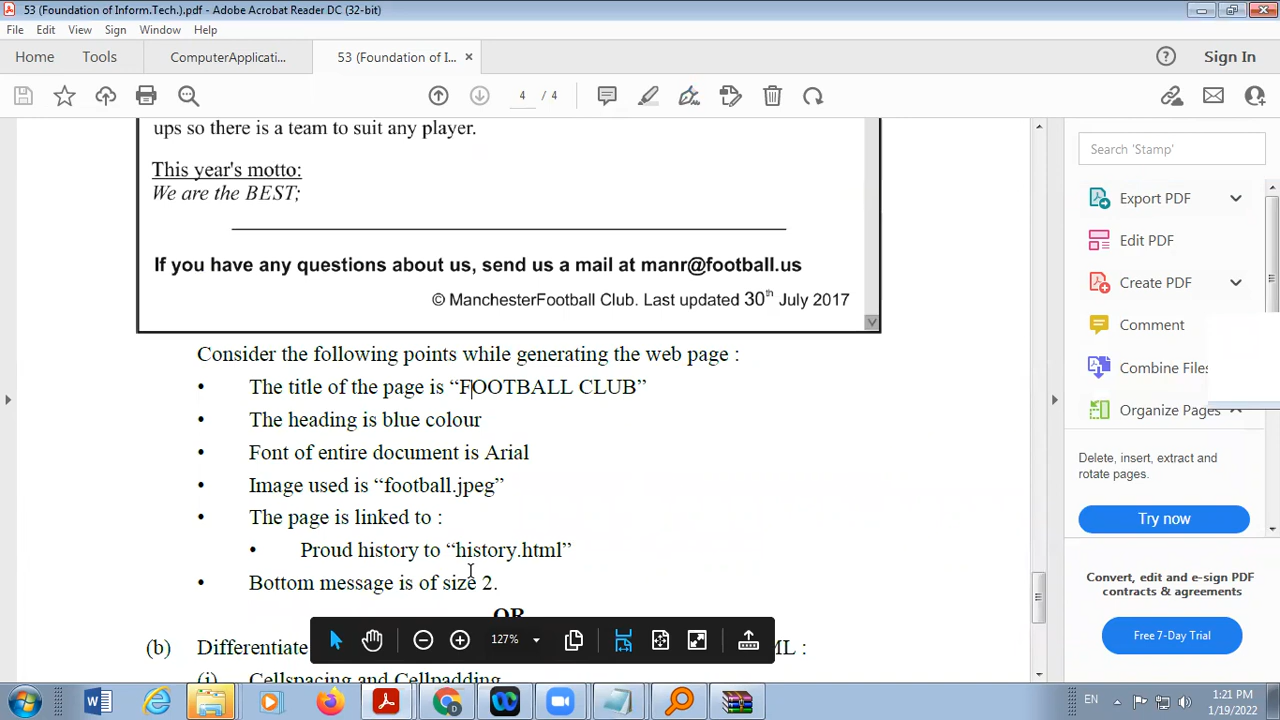 53 (Foundation of Inform.Tech.).pdf - Adobe Acrobat Reader DC (32-bit)
File Edit View Sign Window Help
Home Tools ComputerApplicati... 53 (Foundation of I... × Sign In
4 / 4
ups so there is a team to suit any player.
This year's motto:
We are the BEST;
If you have any questions about us, send us a mail at manr@football.us
© ManchesterFootball Club. Last updated 30th July 2017
Consider the following points while generating the web page :
• The title of the page is “FOOTBALL CLUB”
• The heading is blue colour
• Font of entire document is Arial
• Image used is “football.jpeg”
• The page is linked to :
• Proud history to “history.html”
• Bottom message is of size 2.
OR
(b) Differentiate ML :
(i) Cellspacing and Cellpadding
127%
Search 'Stamp'
Export PDF
Edit PDF
Create PDF
Comment
Combine Files
Organize Pages
Delete, insert, extract and
rotate pages.
Try now
Convert, edit and e-sign PDF
contracts & agreements
Free 7-Day Trial
EN
1:21 PM
1/19/2022